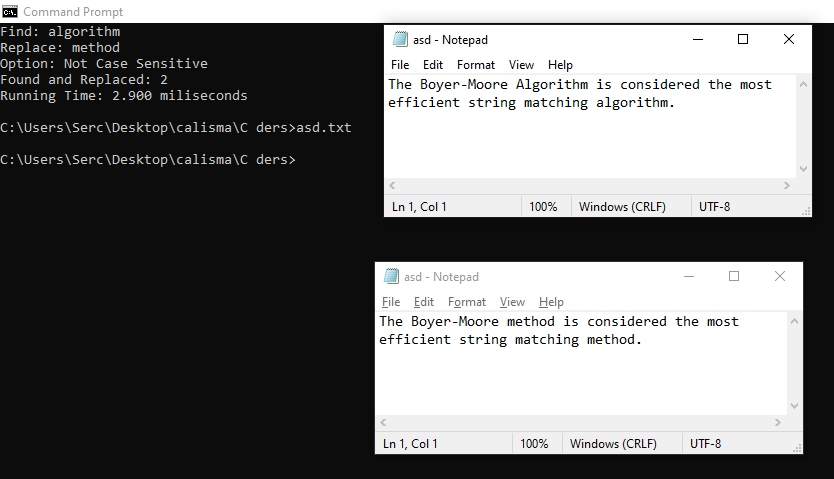 Command Prompt
Find: algorithm
Replace: method
Option: Not Case Sensitive
Found and Replaced: 2
Running Time: 2.900 miliseconds
C:\Users\Serc\Desktop\calisma\C ders>asd.txt
C:\Users\Serc\Desktop\calisma\C ders>
asd - Notepad
File Edit Format View Help
The Boyer-Moore Algorithm is considered the most
efficient string matching algorithm.
Ln 1, Col 1 100% Windows (CRLF) UTF-8
asd - Notepad
File Edit Format View Help
The Boyer-Moore method is considered the most
efficient string matching method.
Ln 1, Col 1 100% Windows (CRLF) UTF-8